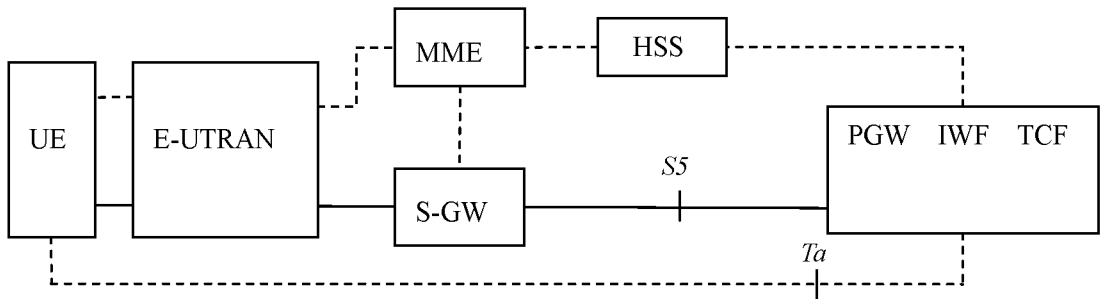 MME
HSS
UE
E-UTRAN
PGW IWF TCF
S5
S-GW
Ta